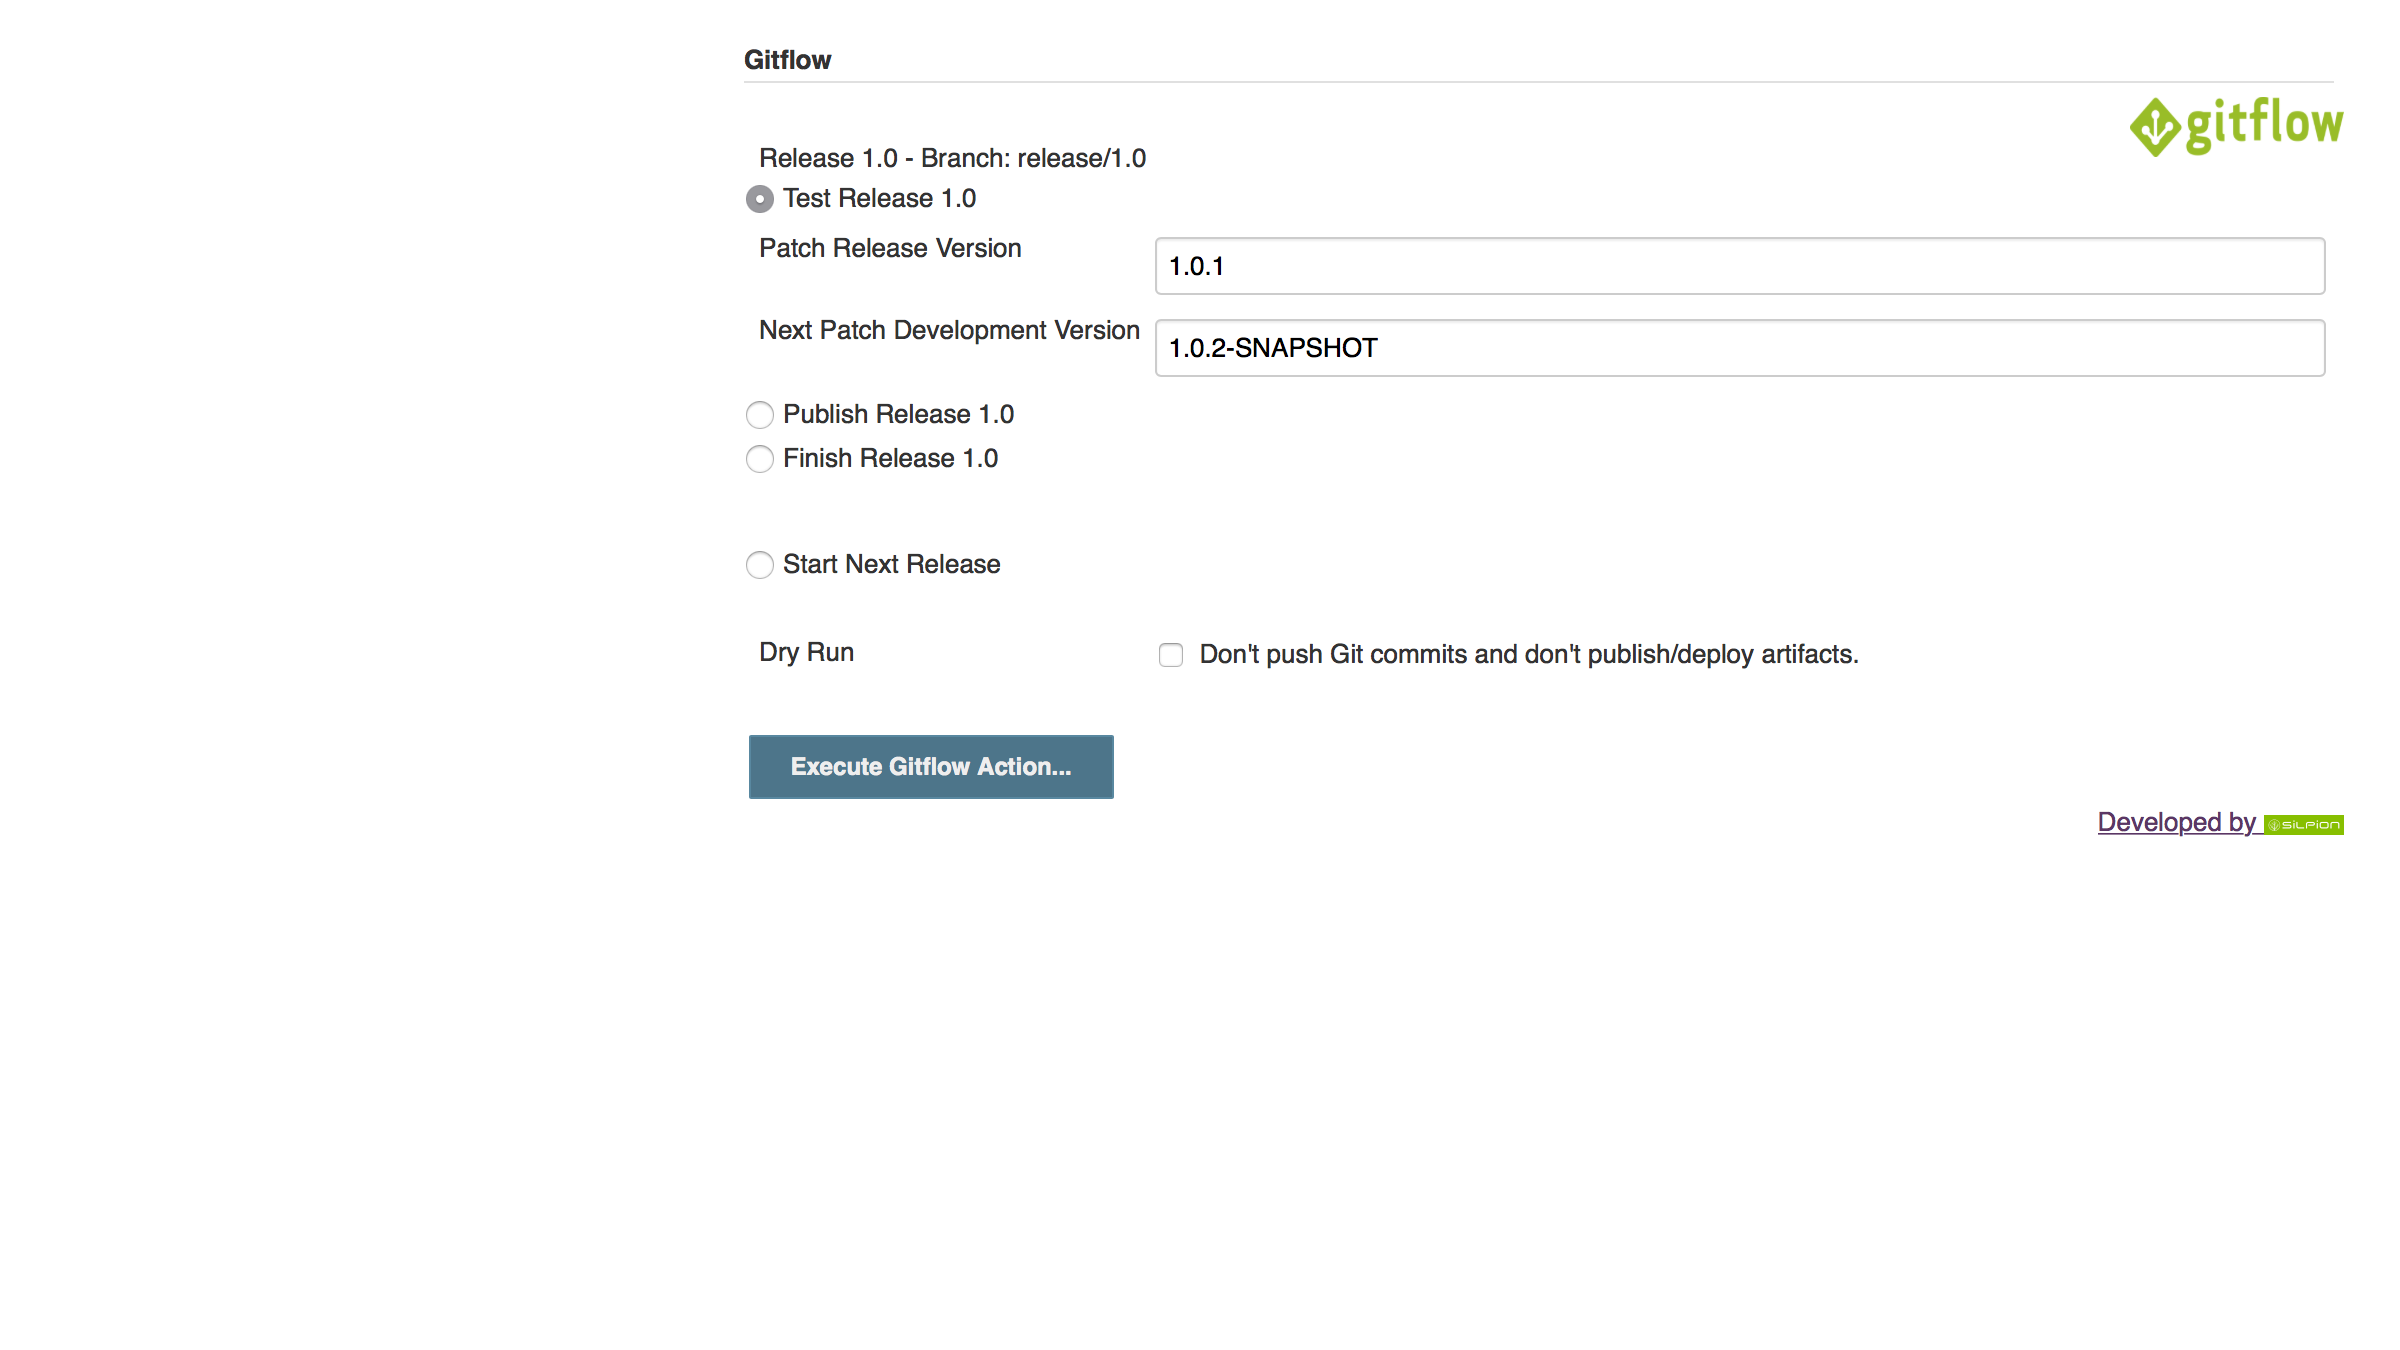 Gitflow
gitflow
Release 1.0 - Branch: release/1.0
Test Release 1.0
Patch Release Version
1.0.1
Next Patch Development Version
1.0.2-SNAPSHOT
Publish Release 1.0
Finish Release 1.0
Start Next Release
Dry Run
Don't push Git commits and don't publish/deploy artifacts.
Execute Gitflow Action...
Developed by SILPION